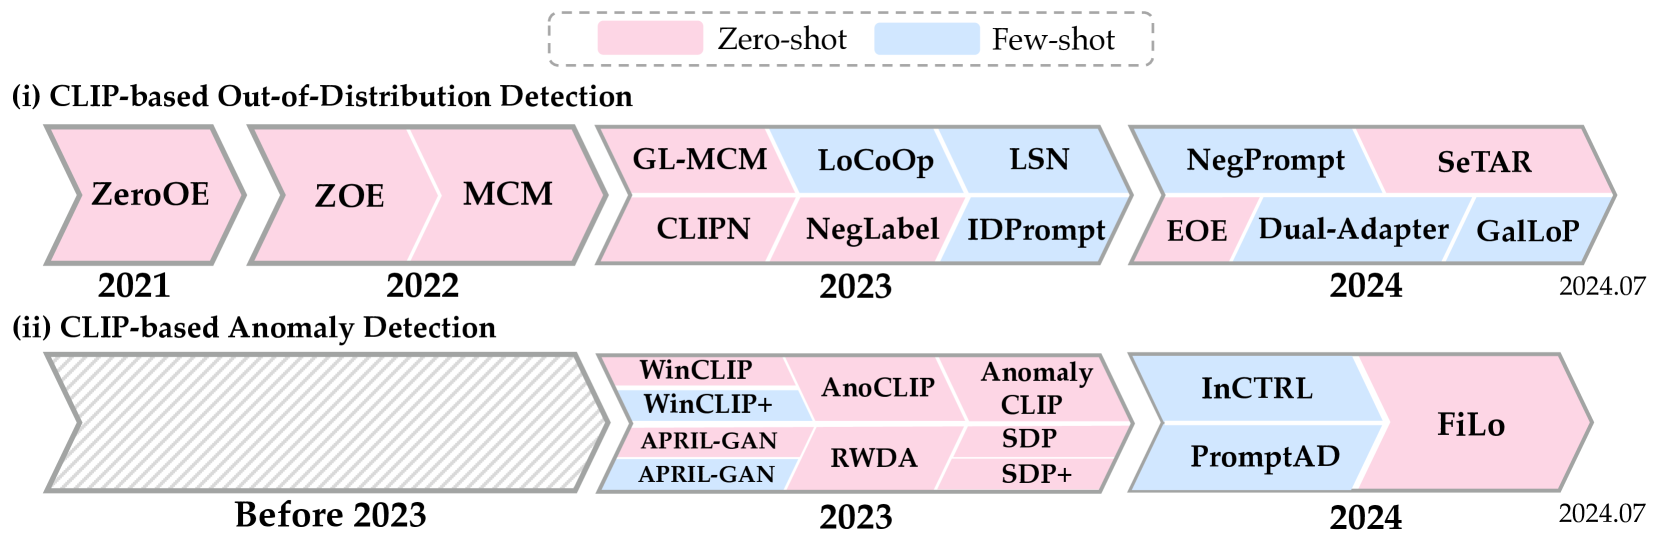 Zero-shot Few-shot
(i) CLIP-based Out-of-Distribution Detection
ZeroOE
ZOE MCM
GL-MCM LoCoOp LSN
CLIPN NegLabel IDPrompt
NegPrompt SeTAR
EOE Dual-Adapter GalLoP
2021 2022 2023 2024 2024.07
(ii) CLIP-based Anomaly Detection
WinCLIP
WinCLIP+
APRIL-GAN
APRIL-GAN
AnoCLIP
RWDA
Anomaly
CLIP
SDP
SDP+
InCTRL
PromptAD
FiLo
Before 2023 2023 2024 2024.07